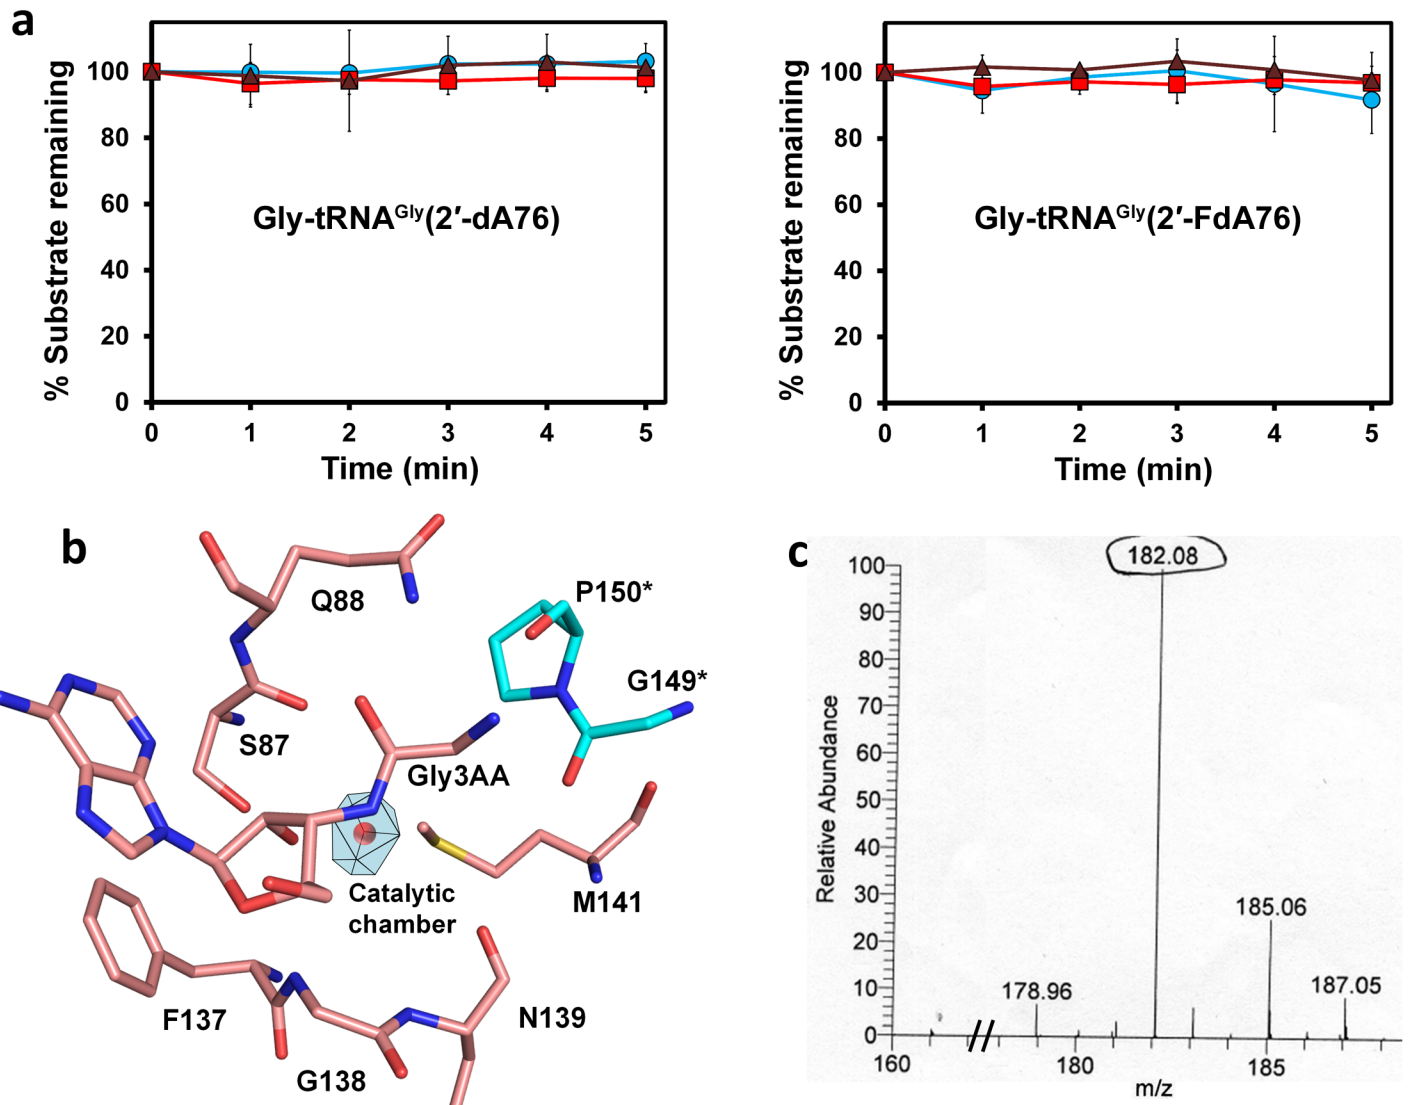 a
% Substrate remaining
100
80
60
40
20
0
Gly-tRNAGly(2′-dA76)
0 1 2 3 4 5
Time (min)
% Substrate remaining
100
80
60
40
20
0
Gly-tRNAGly(2′-FdA76)
0 1 2 3 4 5
Time (min)
b
Q88
P150*
G149*
S87
Gly3AA
Catalytic
chamber
M141
F137
N139
G138
c
182.08
Relative Abundance
100
90
80
70
60
50
40
30
20
10
0
185.06
178.96
187.05
160 180 185
m/z